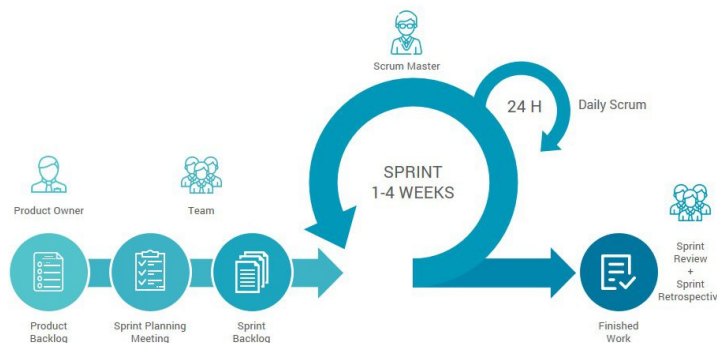 Scrum Master
24 H
Daily Scrum
SPRINT
1-4 WEEKS
Product Owner
Team
Product
Backlog
Sprint Planning
Meeting
Sprint
Backlog
Finished
Work
Sprint
Review
+
Sprint
Retrospectiv